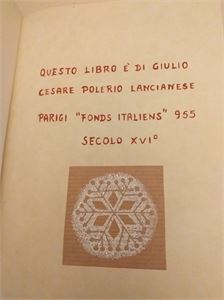 QUESTO LIBRO E' DI GIULIO
CESARE POLERIO LANCIANESE
PARIGI "FONDS ITALIENS" 955
SECOLO XVI°